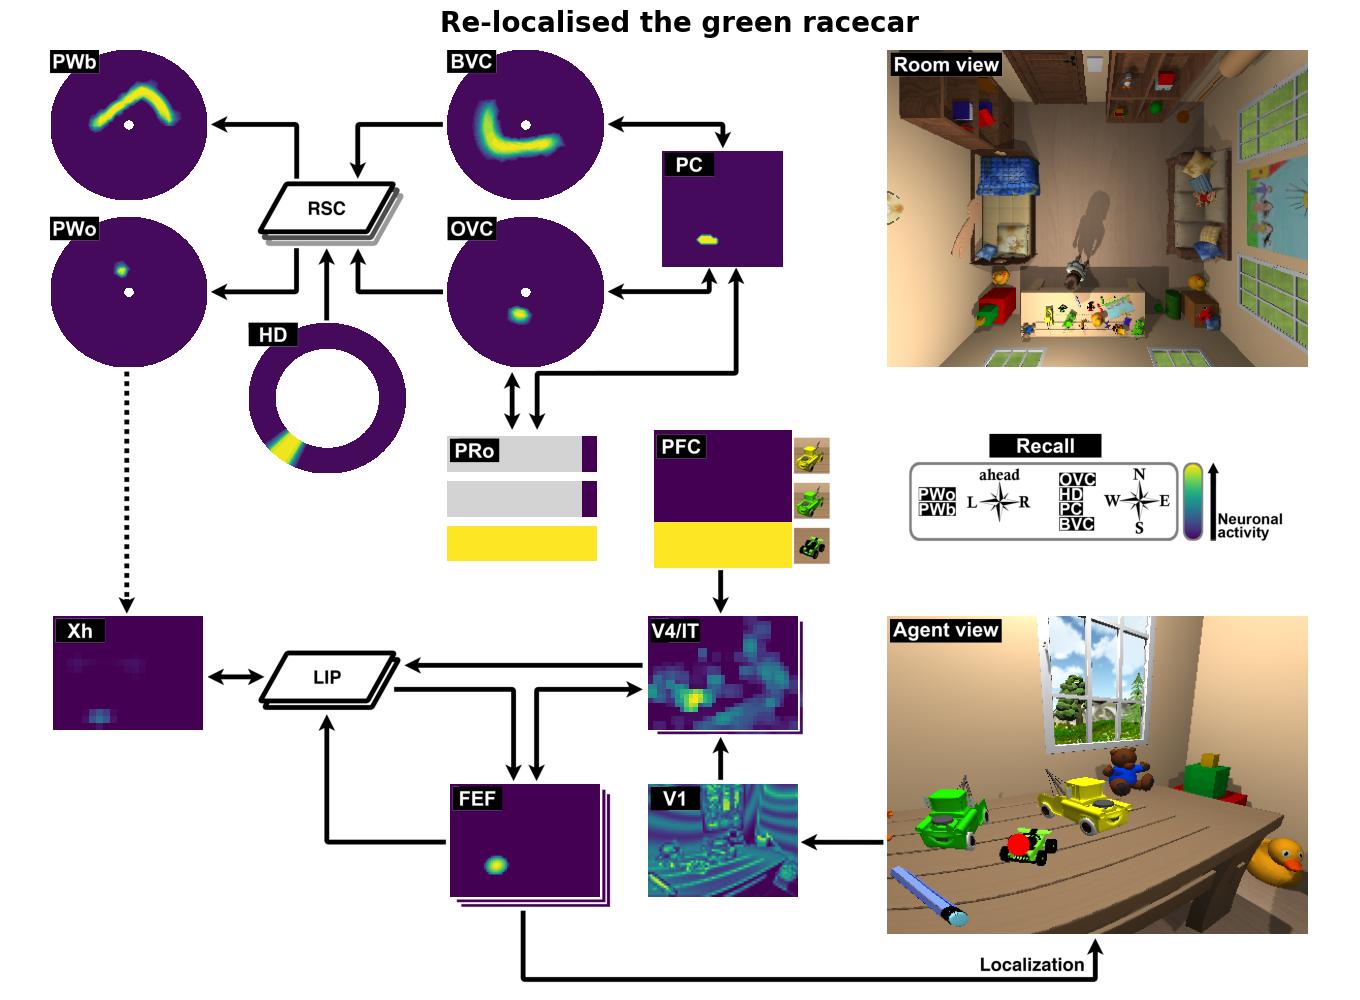 Re-localised the green racecar
PWb
BVC
Room view
PC
RSC
PWo
OVC
HD
PRo
PFC
Recall
ahead
L
R
PWo
PWb
OVC
HD
PC
BVC
N
W
E
S
Neuronal
activity
Xh
LIP
V4/IT
Agent view
FEF
V1
Localization